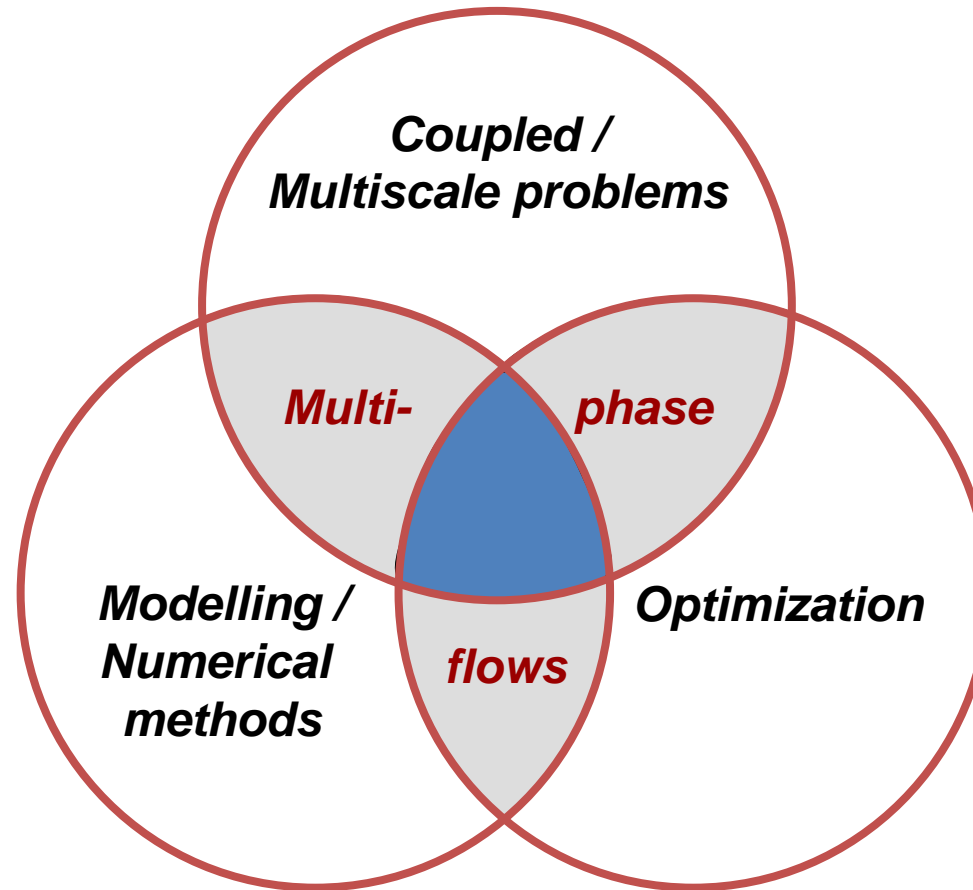 Coupled /
Multiscale problems
Multi-
phase
Modelling /
Numerical
methods
Optimization
flows